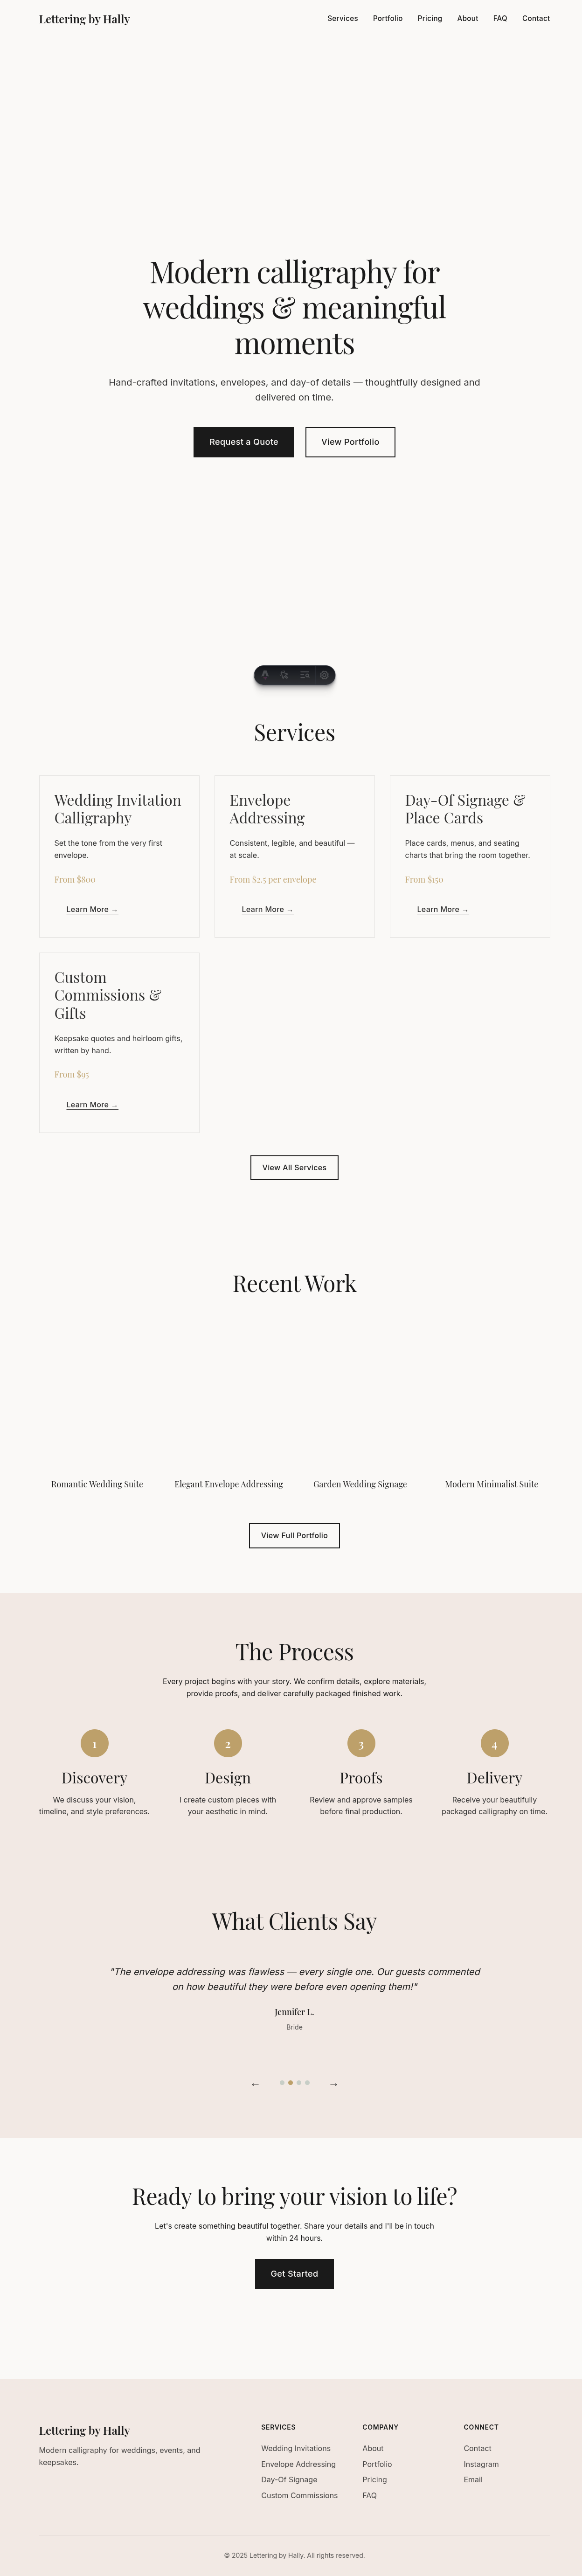 Lettering by Hally
Services Portfolio Pricing About FAQ Contact
Modern calligraphy for
weddings & meaningful
moments
Hand-crafted invitations, envelopes, and day-of details — thoughtfully designed and
delivered on time.
Request a Quote View Portfolio
Services
Wedding Invitation
Calligraphy
Set the tone from the very first
envelope.
From $800
Learn More →
Envelope
Addressing
Consistent, legible, and beautiful —
at scale.
From $2.5 per envelope
Learn More →
Day-Of Signage &
Place Cards
Place cards, menus, and seating
charts that bring the room together.
From $150
Learn More →
Custom
Commissions &
Gifts
Keepsake quotes and heirloom gifts,
written by hand.
From $95
Learn More →
View All Services
Recent Work
Romantic Wedding Suite
Elegant Envelope Addressing
Garden Wedding Signage
Modern Minimalist Suite
View Full Portfolio
The Process
Every project begins with your story. We confirm details, explore materials,
provide proofs, and deliver carefully packaged finished work.
1
Discovery
We discuss your vision,
timeline, and style preferences.
2
Design
I create custom pieces with
your aesthetic in mind.
3
Proofs
Review and approve samples
before final production.
4
Delivery
Receive your beautifully
packaged calligraphy on time.
What Clients Say
"The envelope addressing was flawless — every single one. Our guests commented
on how beautiful they were before even opening them!"
Jennifer L.
Bride
← →
Ready to bring your vision to life?
Let's create something beautiful together. Share your details and I'll be in touch
within 24 hours.
Get Started
Lettering by Hally
Modern calligraphy for weddings, events, and
keepsakes.
SERVICES
Wedding Invitations
Envelope Addressing
Day-Of Signage
Custom Commissions
COMPANY
About
Portfolio
Pricing
FAQ
CONNECT
Contact
Instagram
Email
© 2025 Lettering by Hally. All rights reserved.